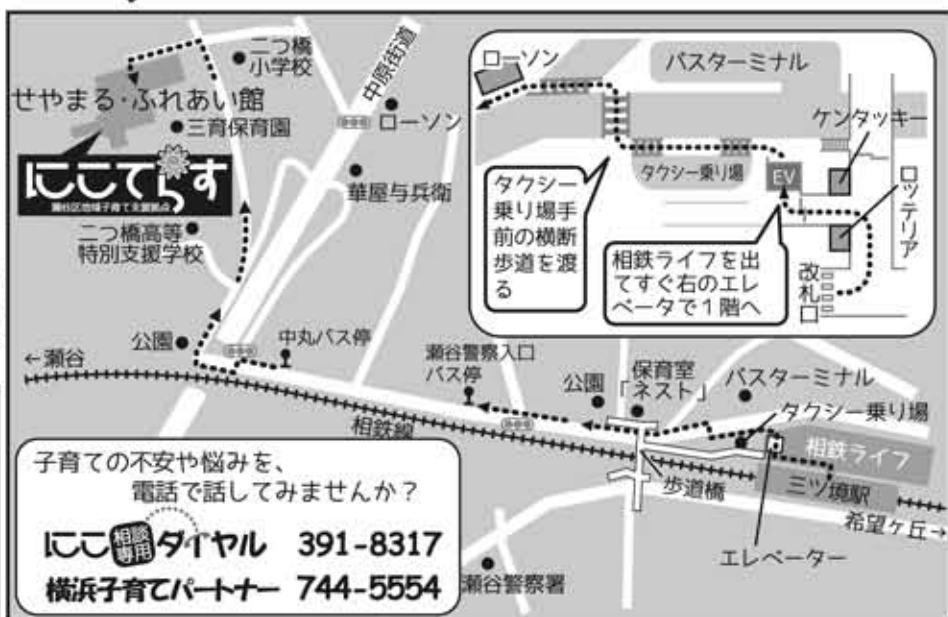 二つ橋
小学校
中原街道
せやまる・ふれあい館
三育保育園
ローソン
にこてらす
瀬谷区地域子育て支援拠点
華屋与兵衛
二つ橋高等
特別支援学校
公園
中丸バス停
←瀬谷
瀬谷警察入口
バス停
相鉄線
公園
保育室
「ネスト」
バスターミナル
タクシー乗り場
相鉄ライフ
三ツ境駅
歩道橋
希望ヶ丘→
エレベーター
瀬谷警察署
ローソン
バスターミナル
ケンタッキー
タクシー乗り場
EV
ロッテリア
タクシー
乗り場手
前の横断
歩道を渡
る
相鉄ライフを出
てすぐ右のエレ
ベータで1階へ
改札口
子育ての不安や悩みを、
電話で話してみませんか？
にこ相談専用ダイヤル 391-8317
横浜子育てパートナー 744-5554